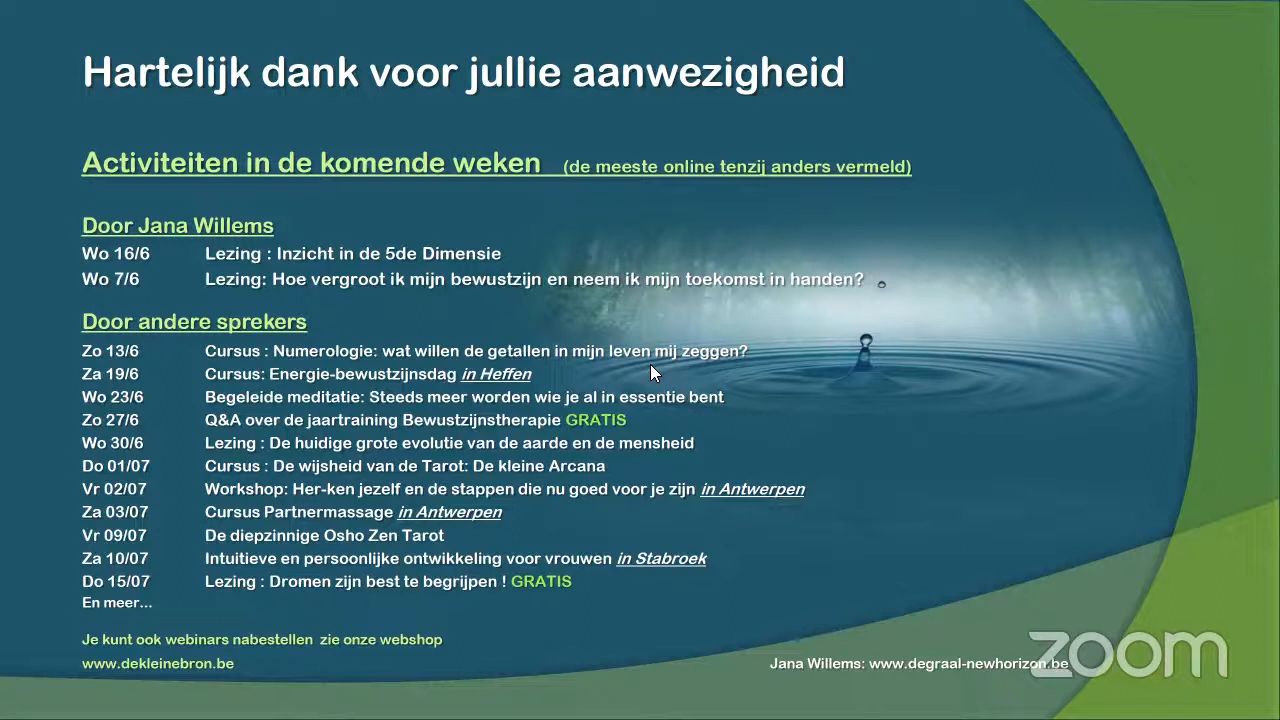 Hartelijk dank voor jullie aanwezigheid
Activiteiten in de komende weken (de meeste online tenzij anders vermeld)
Door Jana Willems
Wo 16/6 Lezing : Inzicht in de 5de Dimensie
Wo 7/6 Lezing: Hoe vergroot ik mijn bewustzijn en neem ik mijn toekomst in handen?
Door andere sprekers
Zo 13/6 Cursus : Numerologie: wat willen de getallen in mijn leven mij zeggen?
Za 19/6 Cursus: Energie-bewustzijnsdag in Heffen
Wo 23/6 Begeleide meditatie: Steeds meer worden wie je al in essentie bent
Zo 27/6 Q&A over de jaartraining Bewustzijnstherapie GRATIS
Wo 30/6 Lezing : De huidige grote evolutie van de aarde en de mensheid
Do 01/07 Cursus : De wijsheid van de Tarot: De kleine Arcana
Vr 02/07 Workshop: Her-ken jezelf en de stappen die nu goed voor je zijn in Antwerpen
Za 03/07 Cursus Partnermassage in Antwerpen
Vr 09/07 De diepzinnige Osho Zen Tarot
Za 10/07 Intuitieve en persoonlijke ontwikkeling voor vrouwen in Stabroek
Do 15/07 Lezing : Dromen zijn best te begrijpen ! GRATIS
En meer...
Je kunt ook webinars nabestellen zie onze webshop
www.dekleinebron.be
Jana Willems: www.degraal-newhorizon.be
zoom